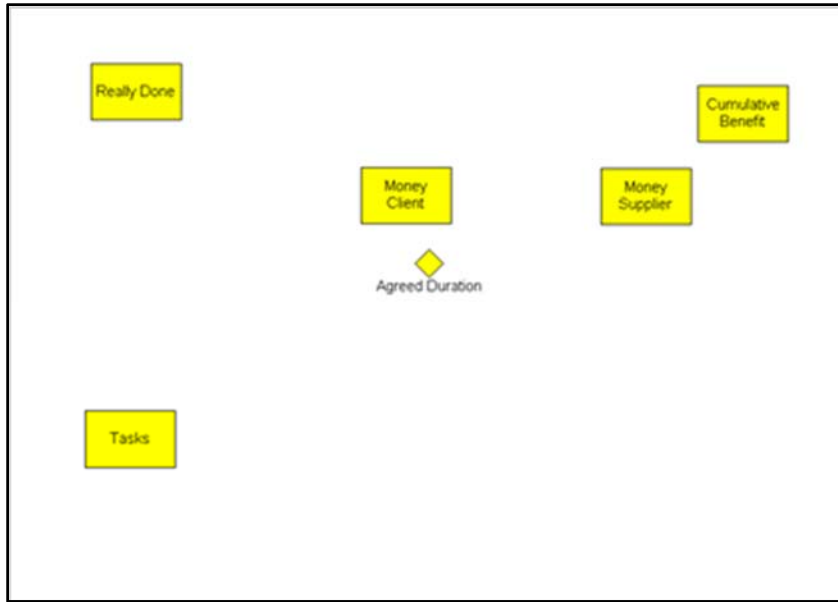 Really Done
Cumulative
Benefit
Money
Client
Money
Supplier
Agreed Duration
Tasks